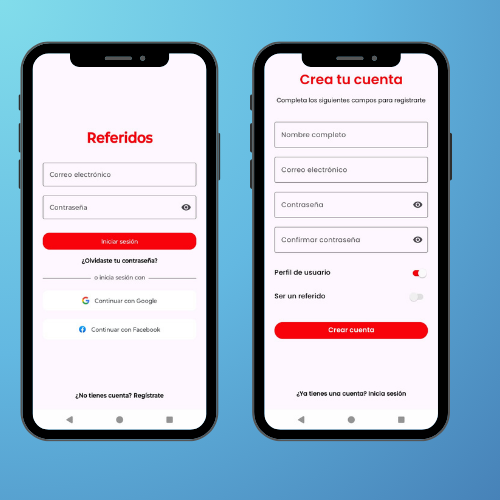 Referidos
Correo electrónico
Contraseña
Iniciar sesión
¿Olvidaste tu contraseña?
o inicia sesión con
Continuar con Google
Continuar con Facebook
¿No tienes cuenta? Regístrate
Crea tu cuenta
Completa los siguientes campos para registrarte
Nombre completo
Correo electrónico
Contraseña
Confirmar contraseña
Perfil de usuario
Ser un referido
Crear cuenta
¿Ya tienes una cuenta? Inicia sesión